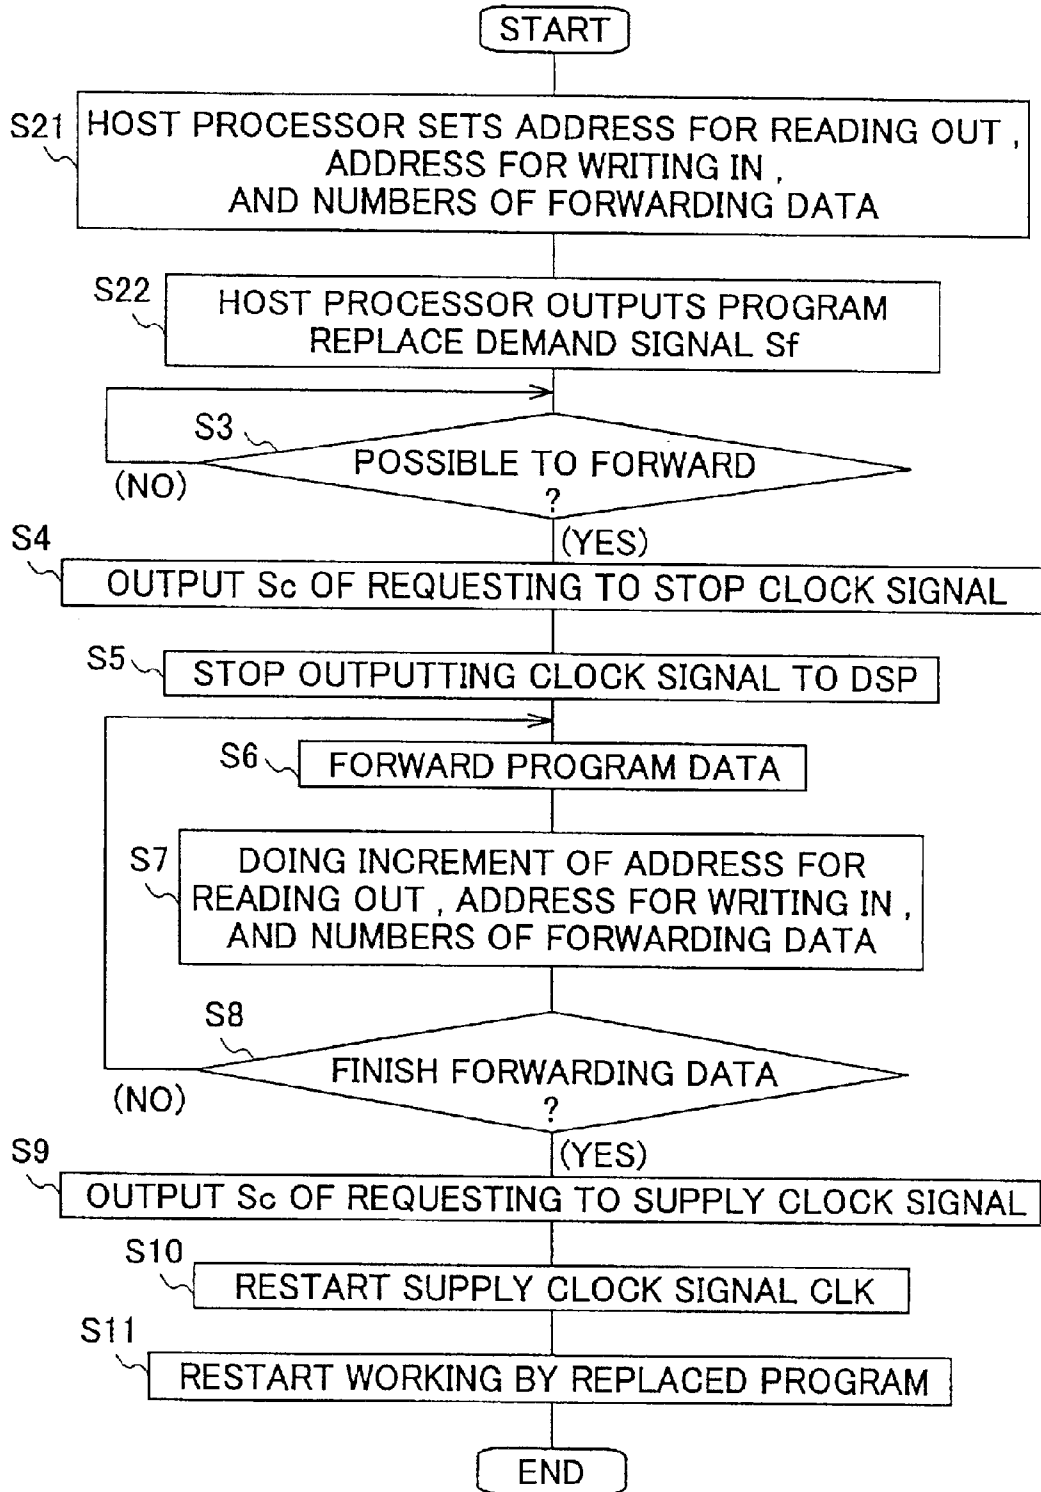 START
S21
HOST PROCESSOR SETS ADDRESS FOR READING OUT ,
ADDRESS FOR WRITING IN ,
AND NUMBERS OF FORWARDING DATA
S22
HOST PROCESSOR OUTPUTS PROGRAM
REPLACE DEMAND SIGNAL Sf
S3
POSSIBLE TO FORWARD
?
(NO)
(YES)
S4
OUTPUT Sc OF REQUESTING TO STOP CLOCK SIGNAL
S5
STOP OUTPUTTING CLOCK SIGNAL TO DSP
S6
FORWARD PROGRAM DATA
S7
DOING INCREMENT OF ADDRESS FOR
READING OUT , ADDRESS FOR WRITING IN ,
AND NUMBERS OF FORWARDING DATA
S8
FINISH FORWARDING DATA
?
(NO)
(YES)
S9
OUTPUT Sc OF REQUESTING TO SUPPLY CLOCK SIGNAL
S10
RESTART SUPPLY CLOCK SIGNAL CLK
S11
RESTART WORKING BY REPLACED PROGRAM
END